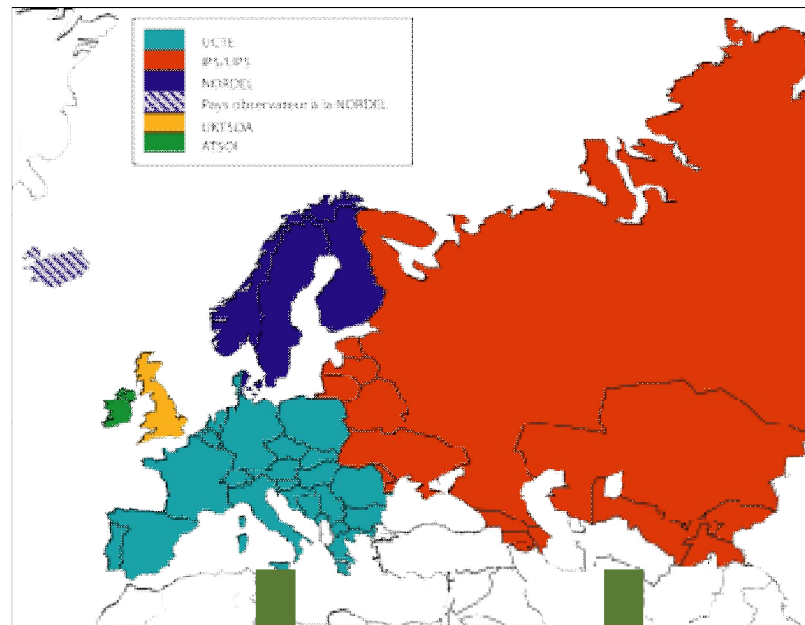 UCTE
IPS/UPS
NORDEL
Pays observateur à la NORDEL
UKTSOA
ATSOI